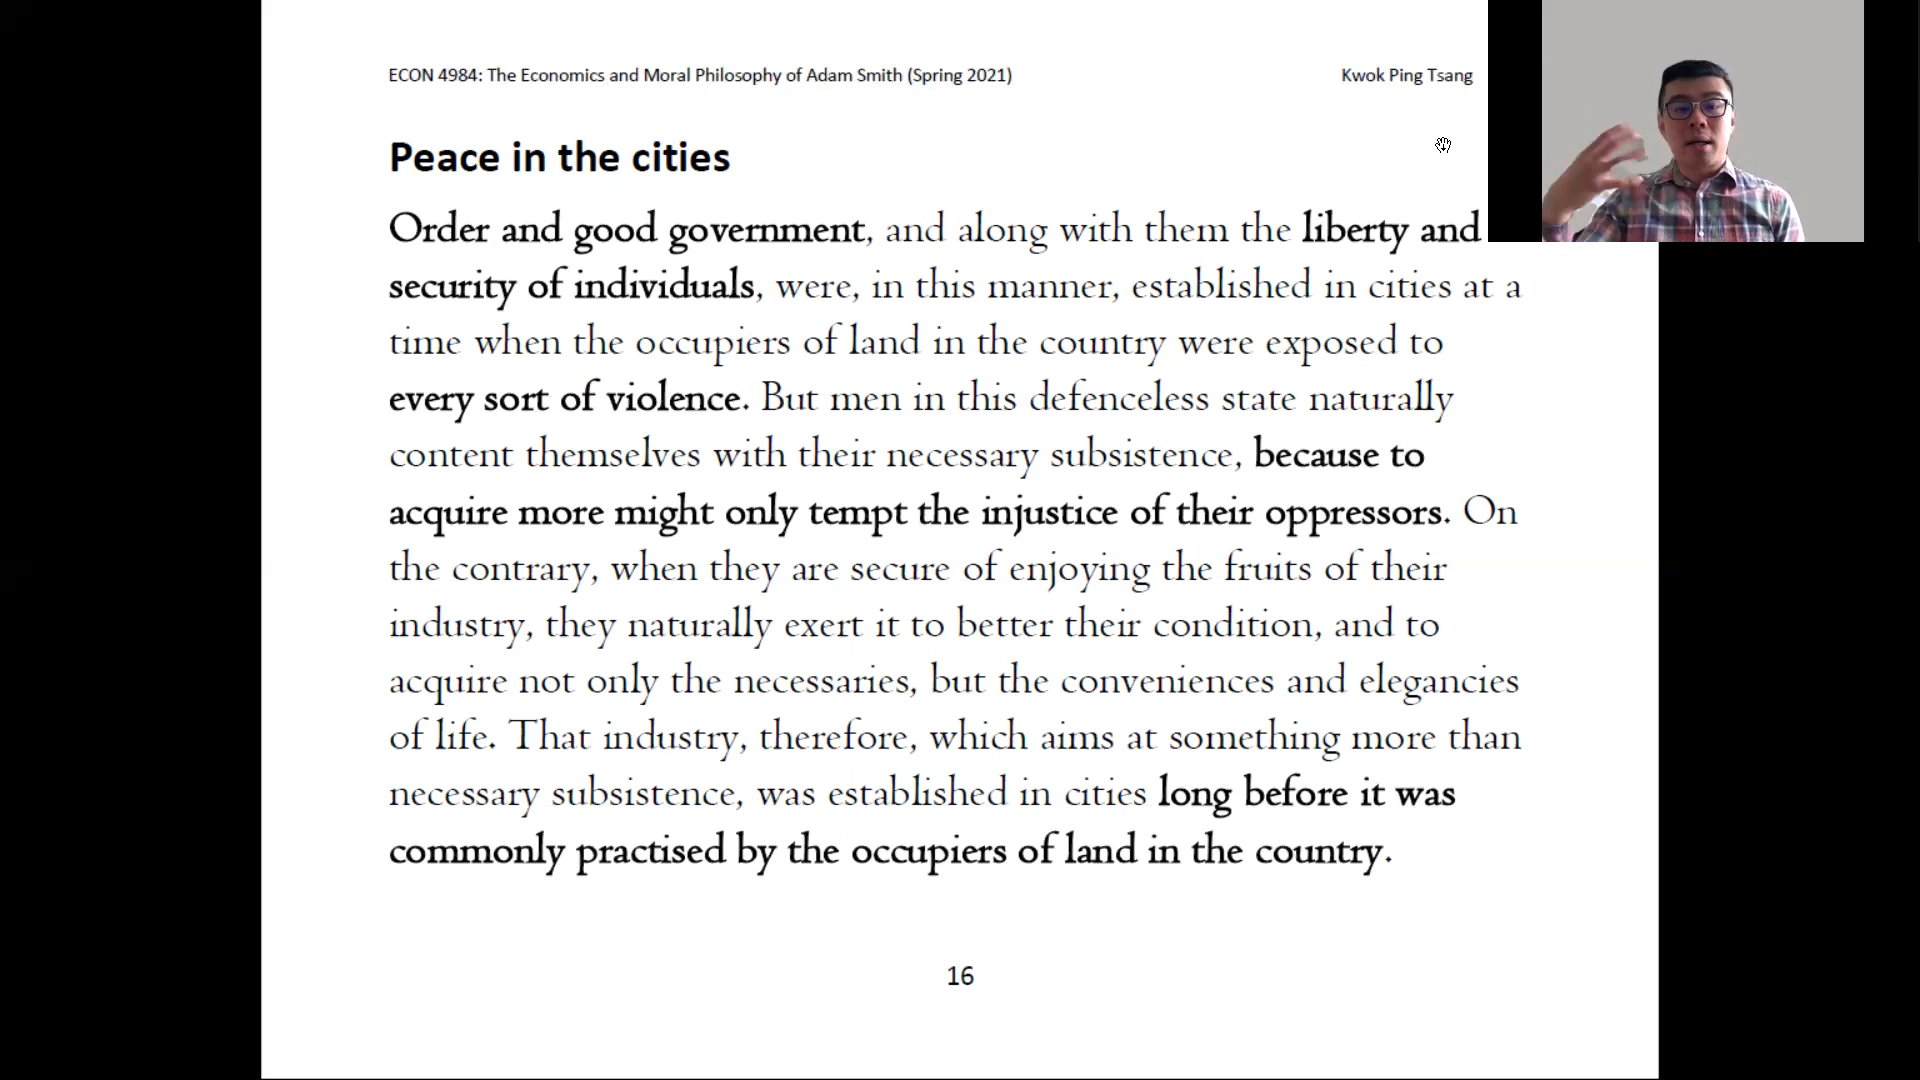 ECON 4984: The Economics and Moral Philosophy of Adam Smith (Spring 2021)
Kwok Ping Tsang
Peace in the cities
Order and good government, and along with them the liberty and
security of individuals, were, in this manner, established in cities at a
time when the occupiers of land in the country were exposed to
every sort of violence. But men in this defenceless state naturally
content themselves with their necessary subsistence, because to
acquire more might only tempt the injustice of their oppressors. On
the contrary, when they are secure of enjoying the fruits of their
industry, they naturally exert it to better their condition, and to
acquire not only the necessaries, but the conveniences and elegancies
of life. That industry, therefore, which aims at something more than
necessary subsistence, was established in cities long before it was
commonly practised by the occupiers of land in the country.
16